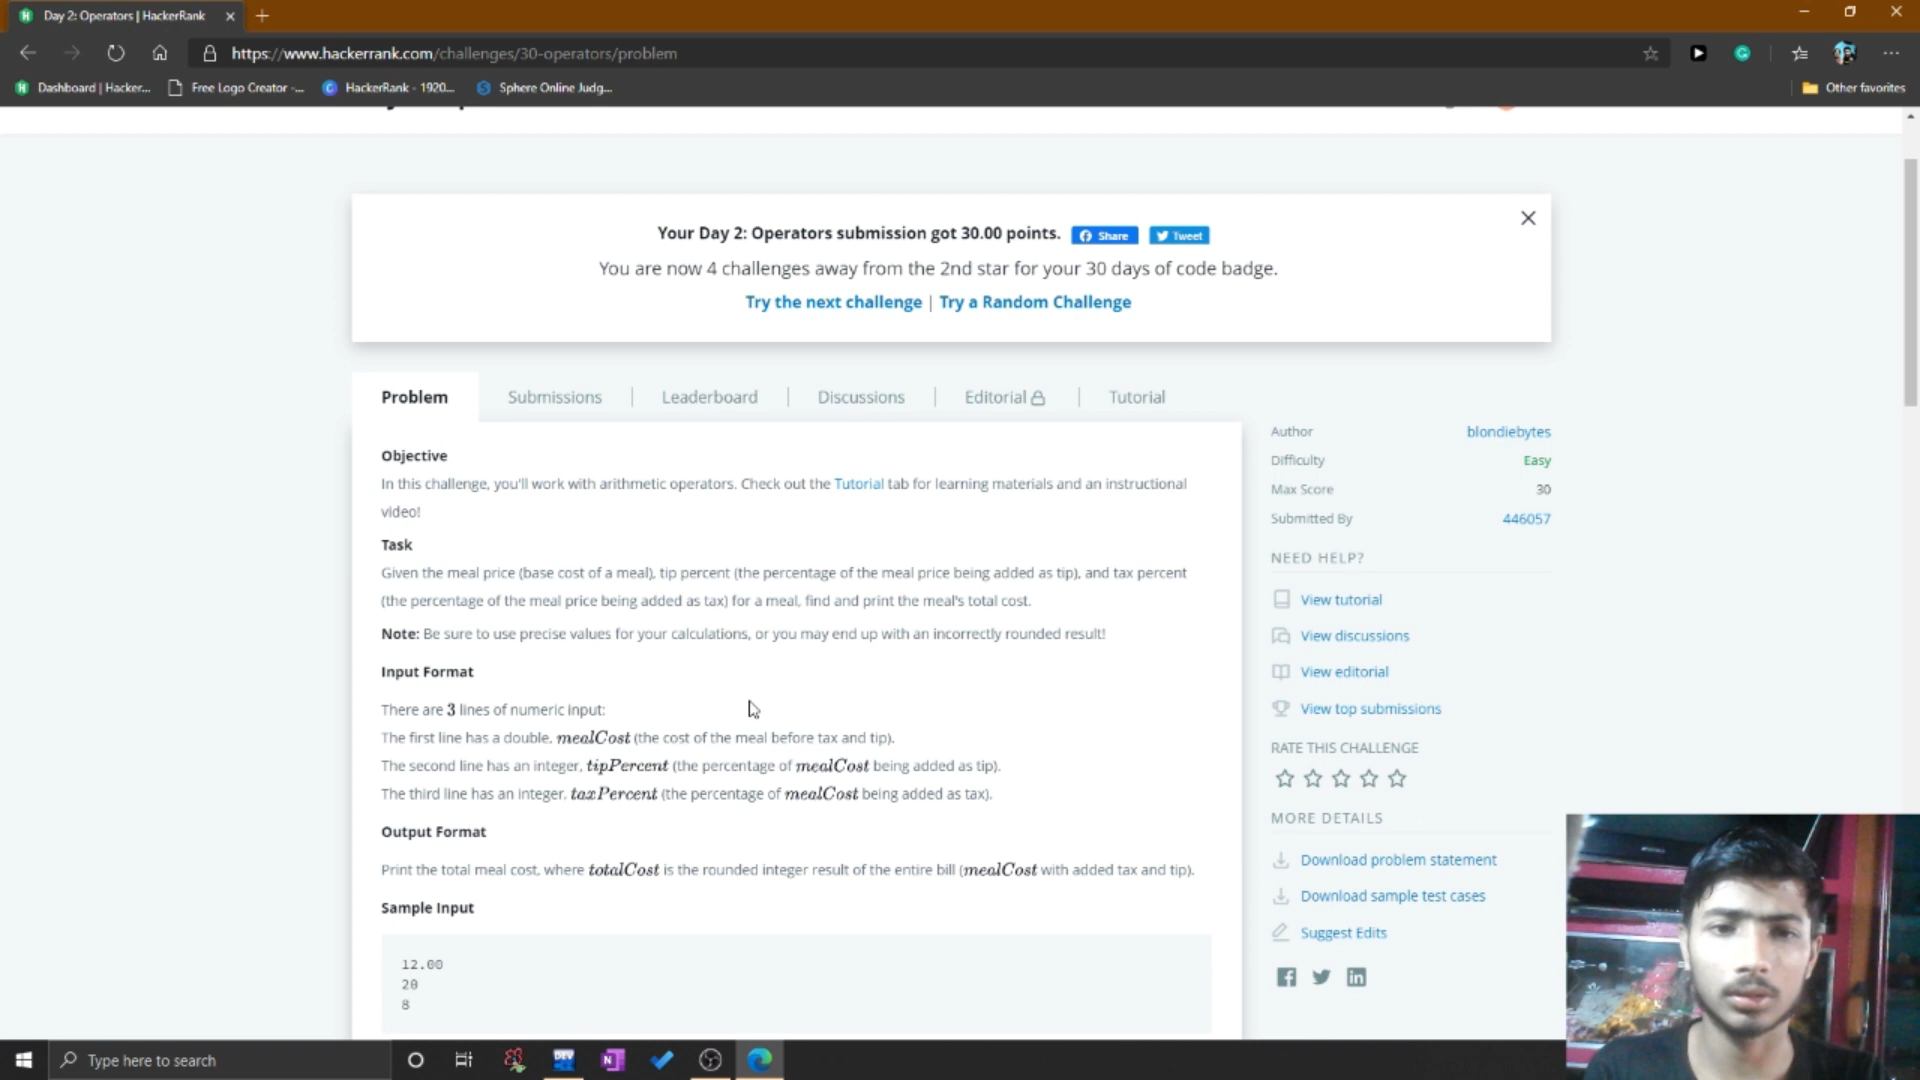 Day 2: Operators | HackerRank
https://www.hackerrank.com/challenges/30-operators/problem
Dashboard | Hacker...
Free Logo Creator -...
HackerRank - 1920...
Sphere Online Judg...
Other favorites
Your Day 2: Operators submission got 30.00 points.
Share
Tweet
You are now 4 challenges away from the 2nd star for your 30 days of code badge.
Try the next challenge | Try a Random Challenge
Problem
Submissions
Leaderboard
Discussions
Editorial
Tutorial
Objective
In this challenge, you'll work with arithmetic operators. Check out the Tutorial tab for learning materials and an instructional
video!
Task
Given the meal price (base cost of a meal), tip percent (the percentage of the meal price being added as tip), and tax percent
(the percentage of the meal price being added as tax) for a meal, find and print the meal's total cost.
Note: Be sure to use precise values for your calculations, or you may end up with an incorrectly rounded result!
Input Format
There are 3 lines of numeric input:
The first line has a double, mealCost (the cost of the meal before tax and tip).
The second line has an integer, tipPercent (the percentage of mealCost being added as tip).
The third line has an integer, taxPercent (the percentage of mealCost being added as tax).
Output Format
Print the total meal cost, where totalCost is the rounded integer result of the entire bill (mealCost with added tax and tip).
Sample Input
12.00
20
8
Author blondiebytes
Difficulty Easy
Max Score 30
Submitted By 446057
NEED HELP?
View tutorial
View discussions
View editorial
View top submissions
RATE THIS CHALLENGE
MORE DETAILS
Download problem statement
Download sample test cases
Suggest Edits
Type here to search
DEV
N